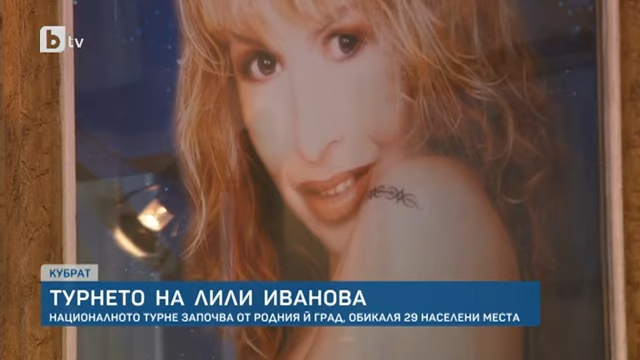 btv
КУБРАТ
ТУРНЕТО НА ЛИЛИ ИВАНОВА
НАЦИОНАЛНОТО ТУРНЕ ЗАПОЧВА ОТ РОДНИЯ Й ГРАД, ОБИКАЛЯ 29 НАСЕЛЕНИ МЕСТА